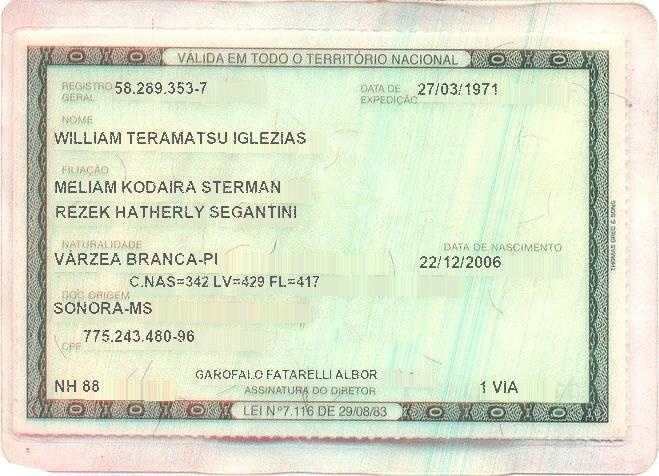 VÁLIDA EM TODO O TERRITÓRIO NACIONAL
REGISTRO GERAL 58.289.353-7 DATA DE EXPEDIÇÃO 27/03/1971
NOME
WILLIAM TERAMATSU IGLEZIAS
FILIAÇÃO
MELIAM KODAIRA STERMAN
REZEK HATHERLY SEGANTINI
NATURALIDADE DATA DE NASCIMENTO
VÁRZEA BRANCA-PI 22/12/2006
C.NAS=342 LV=429 FL=417
DOC ORIGEM
SONORA-MS
CPF 775.243.480-96
GAROFALO FATARELLI ALBOR
NH 88 ASSINATURA DO DIRETOR 1 VIA
LEI Nº7.116 DE 29/08/83
THOMAS GREG & SONS